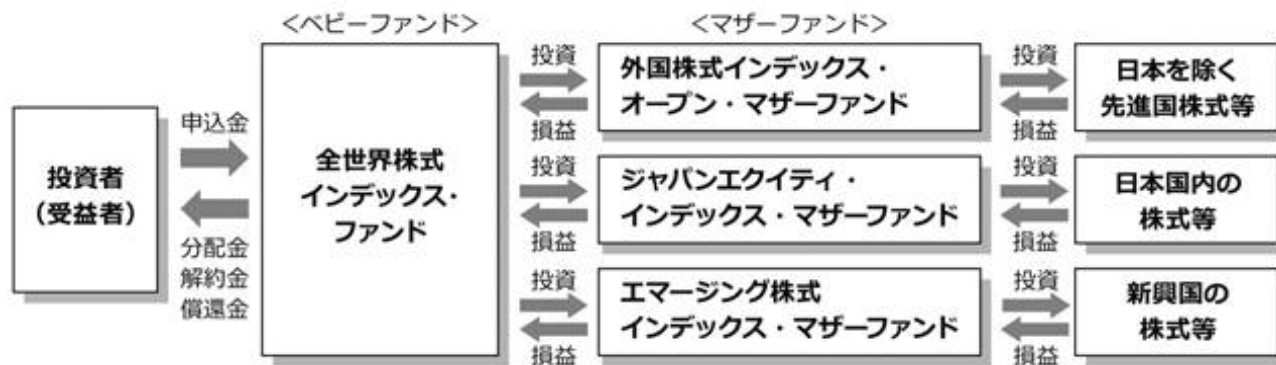 <ベビーファンド>
<マザーファンド>
投資者
(受益者)
申込金
分配金
解約金
償還金
全世界株式
インデックス・
ファンド
投資
損益
外国株式インデックス・
オープン・マザーファンド
投資
損益
日本を除く
先進国株式等
投資
損益
ジャパンエクイティ・
インデックス・マザーファンド
投資
損益
日本国内の
株式等
投資
損益
エマージング株式
インデックス・マザーファンド
投資
損益
新興国の
株式等